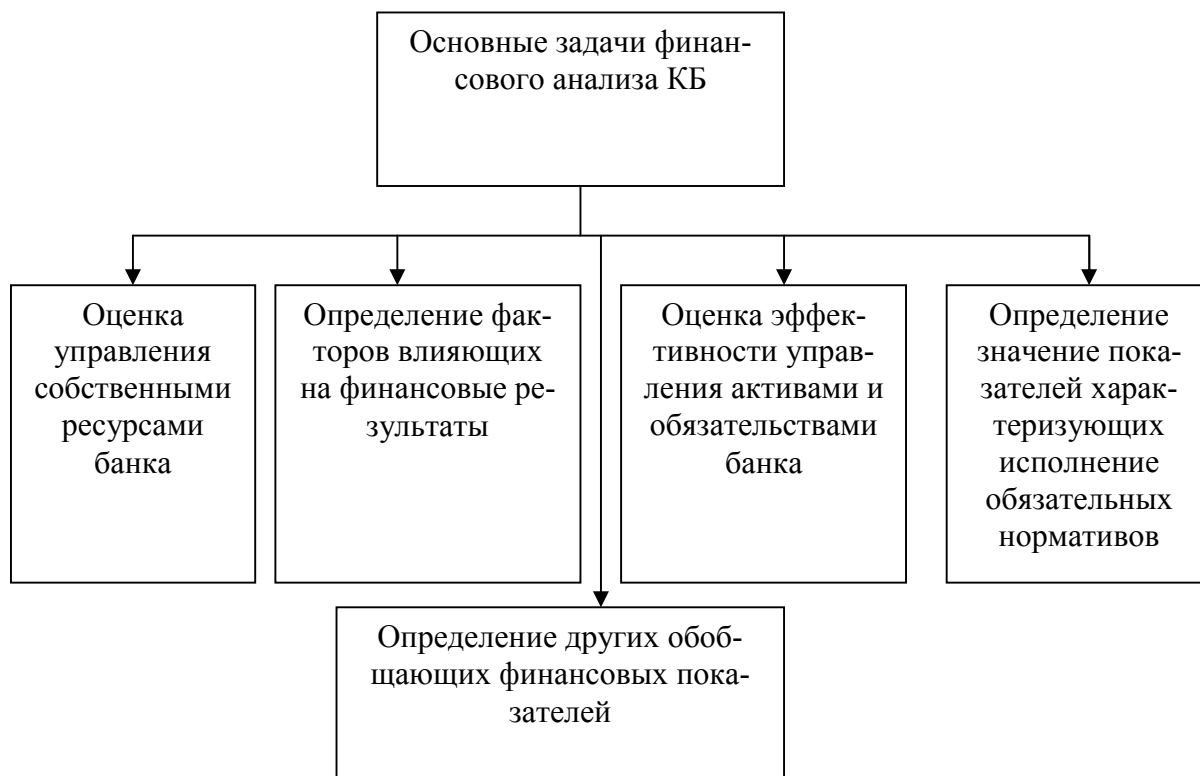 Основные задачи финан-
сового анализа КБ
Оценка
управления
собственными
ресурсами
банка
Определение фак-
торов влияющих
на финансовые ре-
зультаты
Оценка эффек-
тивности управ-
ления активами и
обязательствами
банка
Определение
значение пока-
зателей харак-
теризующих
исполнение
обязательных
нормативов
Определение других обоб-
щающих финансовых пока-
зателей